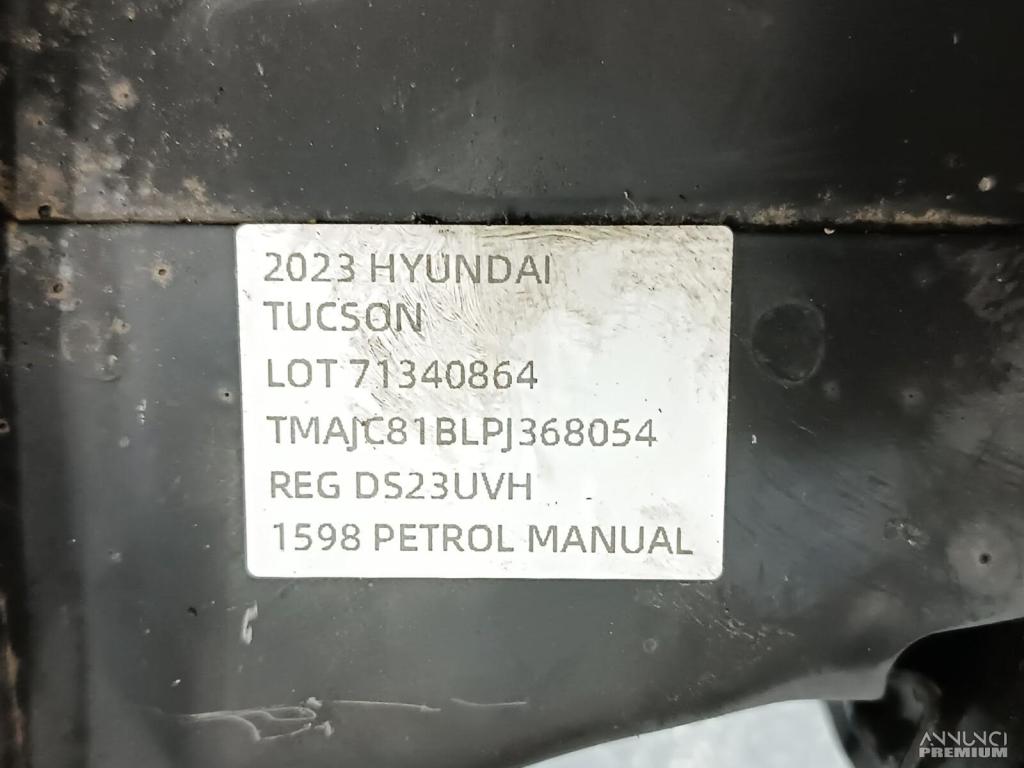 2023 HYUNDAI
TUCSON
LOT 71340864
TMAJC81BLPJ368054
REG DS23UVH
1598 PETROL MANUAL
ANNUNCI
PREMIUM